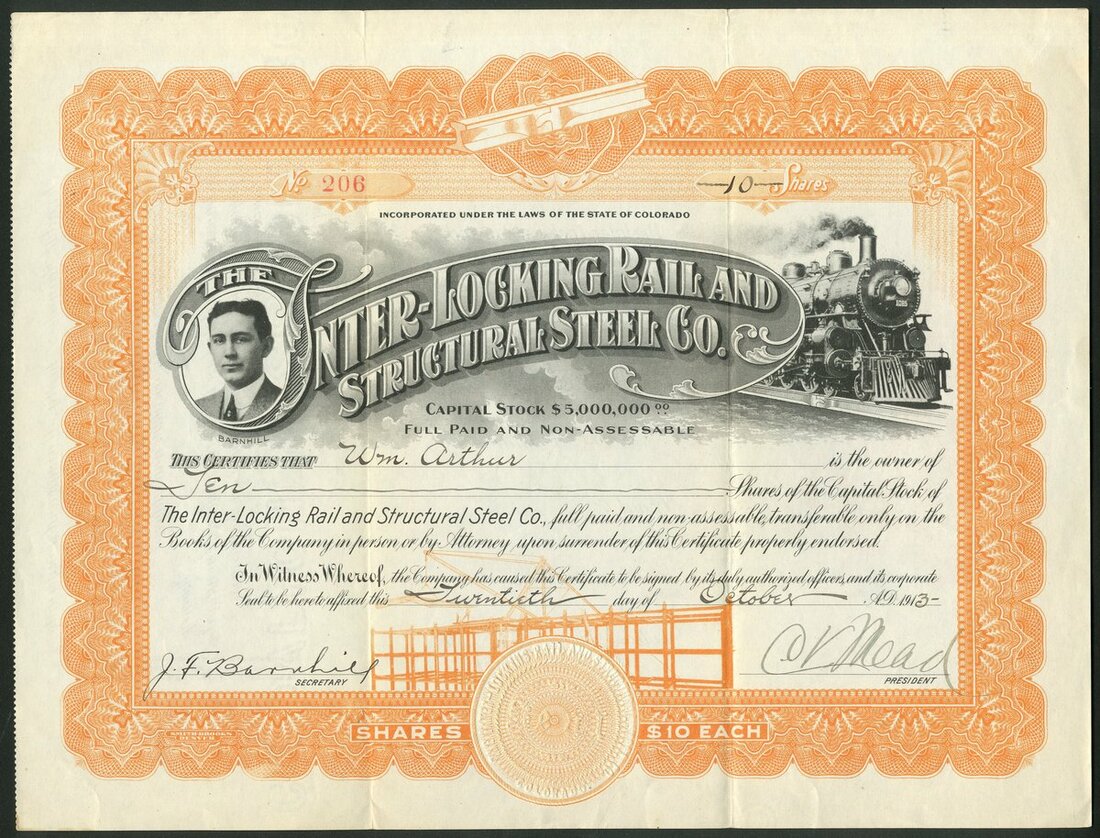 No 206
—10— Shares
INCORPORATED UNDER THE LAWS OF THE STATE OF COLORADO
THE
INTER-LOCKING RAIL AND
STRUCTURAL STEEL CO.
1285
CAPITAL STOCK $5,000,000.00
FULL PAID AND NON-ASSESSABLE
BARNHILL
THIS CERTIFIES THAT Wm. Arthur is the owner of
Ten Shares of the Capital Stock of
The Inter-Locking Rail and Structural Steel Co., full paid and non-assessable, transferable only on the
Books of the Company in person or by Attorney upon surrender of this Certificate properly endorsed.
In Witness Whereof, the Company has caused this Certificate to be signed by its duly authorized officers, and its corporate
Seal to be hereto affixed this Twentieth day of October A.D. 1913-
J. F. Barnhill
SECRETARY
O V Mead
PRESIDENT
SMITH-BROOKS
DENVER
SHARES
$10 EACH
COLORADO